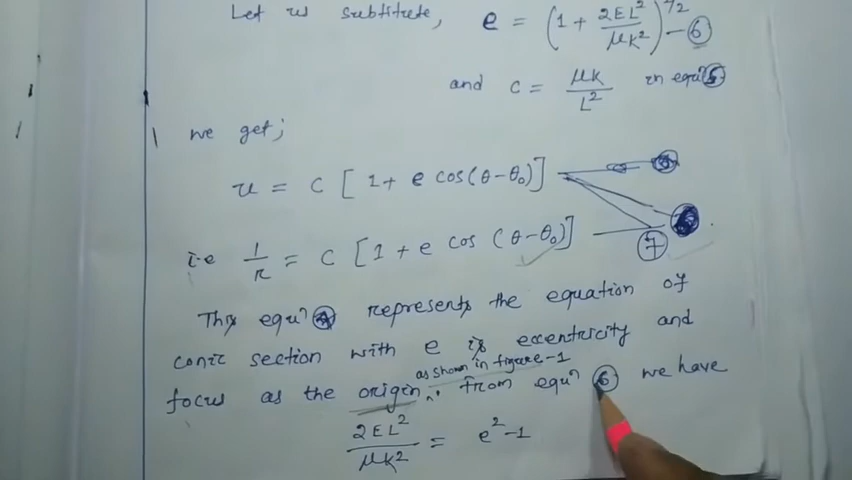 Let us substitute, e = (1 + 2EL²/μK²)^1/2 — ⑥
and c = μK/L² in equⁿ ⑤
we get;
u = C [1 + e cos(θ-θ₀)]
i.e 1/r = C [1 + e cos (θ-θ₀)] — ⑦
This equⁿ represents the equation of
conic section with e is eccentricity and
as shown in figure-1
focus as the origin. from equⁿ ⑥ we have
2EL²/μK² = e²-1